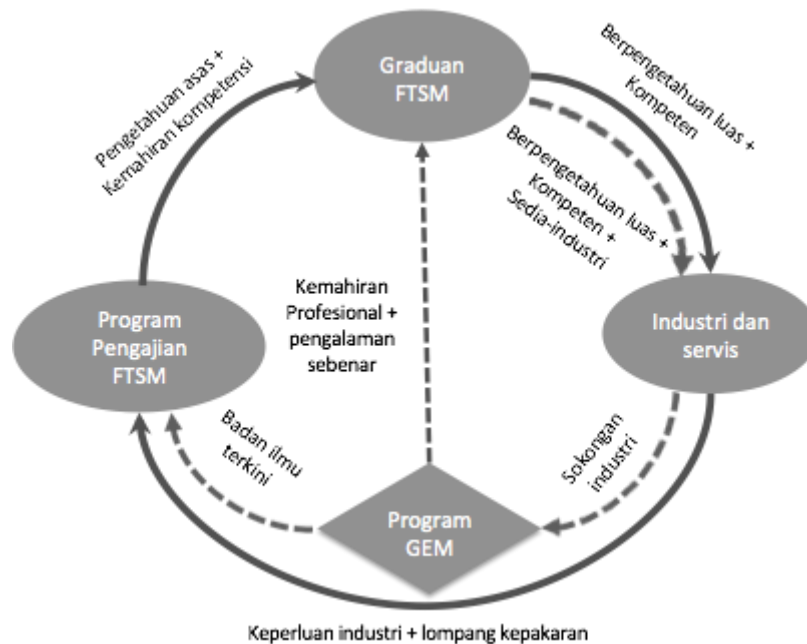 Graduan
FTSM
Pengetahuan asas +
Kemahiran kompetensi
Berpengetahuan luas +
Kompeten
Berpengetahuan luas +
Kompeten +
Sedia-industri
Program
Pengajian
FTSM
Kemahiran
Profesional +
pengalaman
sebenar
Industri dan
servis
Badan ilmu
terkini
Sokongan
industri
Program
GEM
Keperluan industri + lompang kepakaran